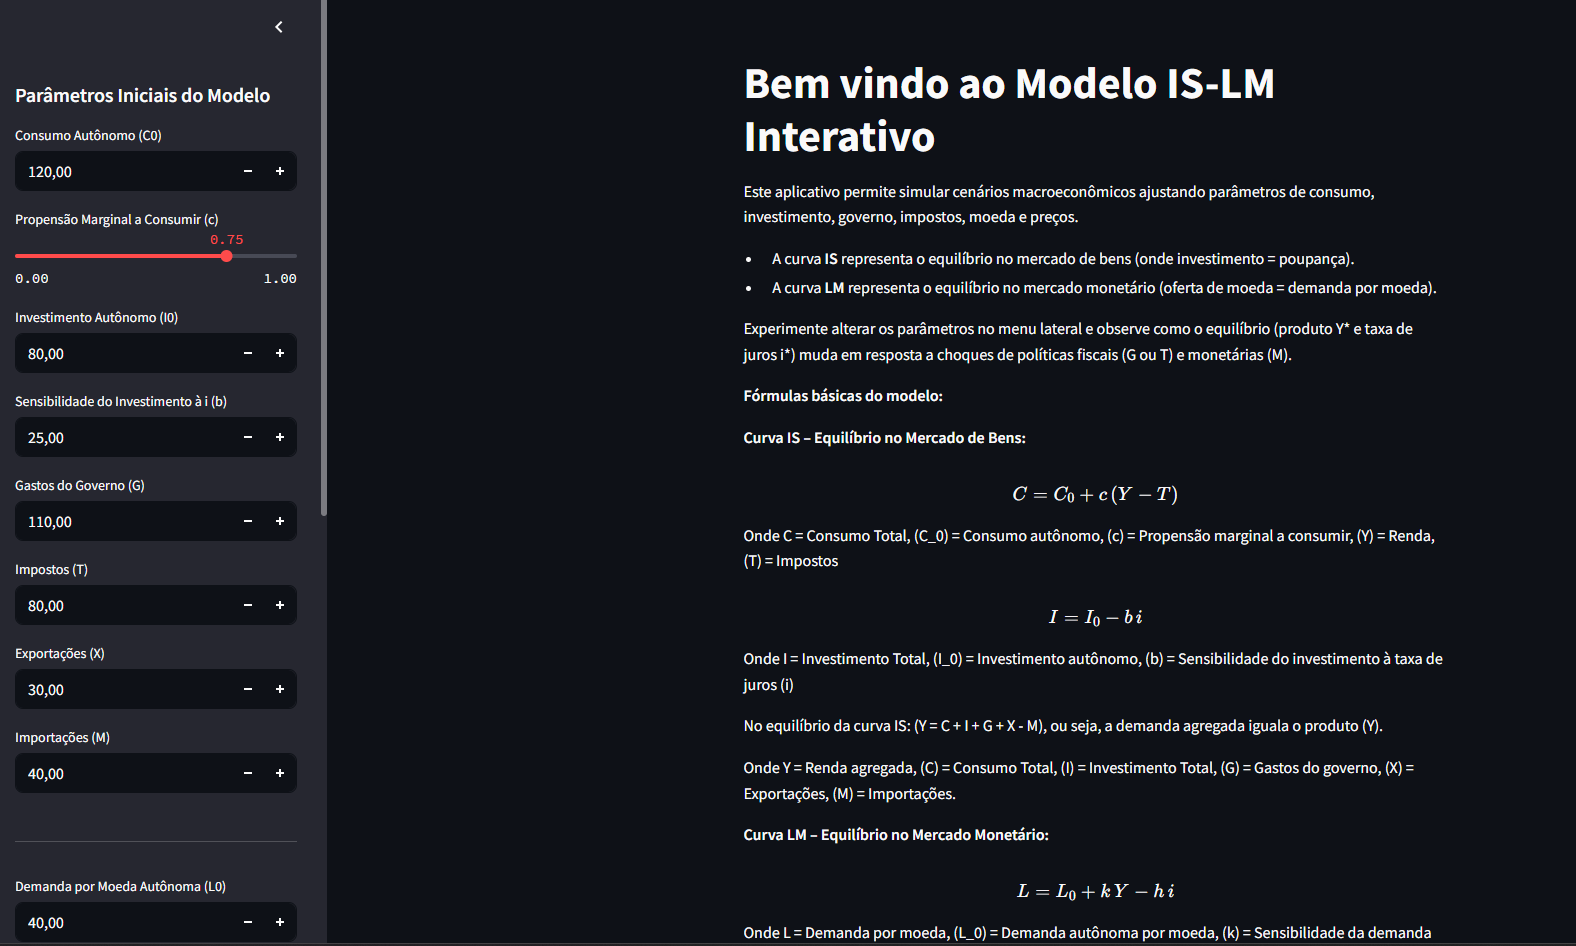 Parâmetros Iniciais do Modelo
Consumo Autônomo (C0)
120,00
Propensão Marginal a Consumir (c)
0.75
0.00 1.00
Investimento Autônomo (I0)
80,00
Sensibilidade do Investimento à i (b)
25,00
Gastos do Governo (G)
110,00
Impostos (T)
80,00
Exportações (X)
30,00
Importações (M)
40,00
Demanda por Moeda Autônoma (L0)
40,00
Bem vindo ao Modelo IS-LM
Interativo
Este aplicativo permite simular cenários macroeconômicos ajustando parâmetros de consumo,
investimento, governo, impostos, moeda e preços.
• A curva IS representa o equilíbrio no mercado de bens (onde investimento = poupança).
• A curva LM representa o equilíbrio no mercado monetário (oferta de moeda = demanda por moeda).
Experimente alterar os parâmetros no menu lateral e observe como o equilíbrio (produto Y* e taxa de
juros i*) muda em resposta a choques de políticas fiscais (G ou T) e monetárias (M).
Fórmulas básicas do modelo:
Curva IS – Equilíbrio no Mercado de Bens:
C = C₀ + c (Y − T)
Onde C = Consumo Total, (C_0) = Consumo autônomo, (c) = Propensão marginal a consumir, (Y) = Renda,
(T) = Impostos
I = I₀ − b i
Onde I = Investimento Total, (I_0) = Investimento autônomo, (b) = Sensibilidade do investimento à taxa de
juros (i)
No equilíbrio da curva IS: (Y = C + I + G + X - M), ou seja, a demanda agregada iguala o produto (Y).
Onde Y = Renda agregada, (C) = Consumo Total, (I) = Investimento Total, (G) = Gastos do governo, (X) =
Exportações, (M) = Importações.
Curva LM – Equilíbrio no Mercado Monetário:
L = L₀ + k Y − h i
Onde L = Demanda por moeda, (L_0) = Demanda autônoma por moeda, (k) = Sensibilidade da demanda